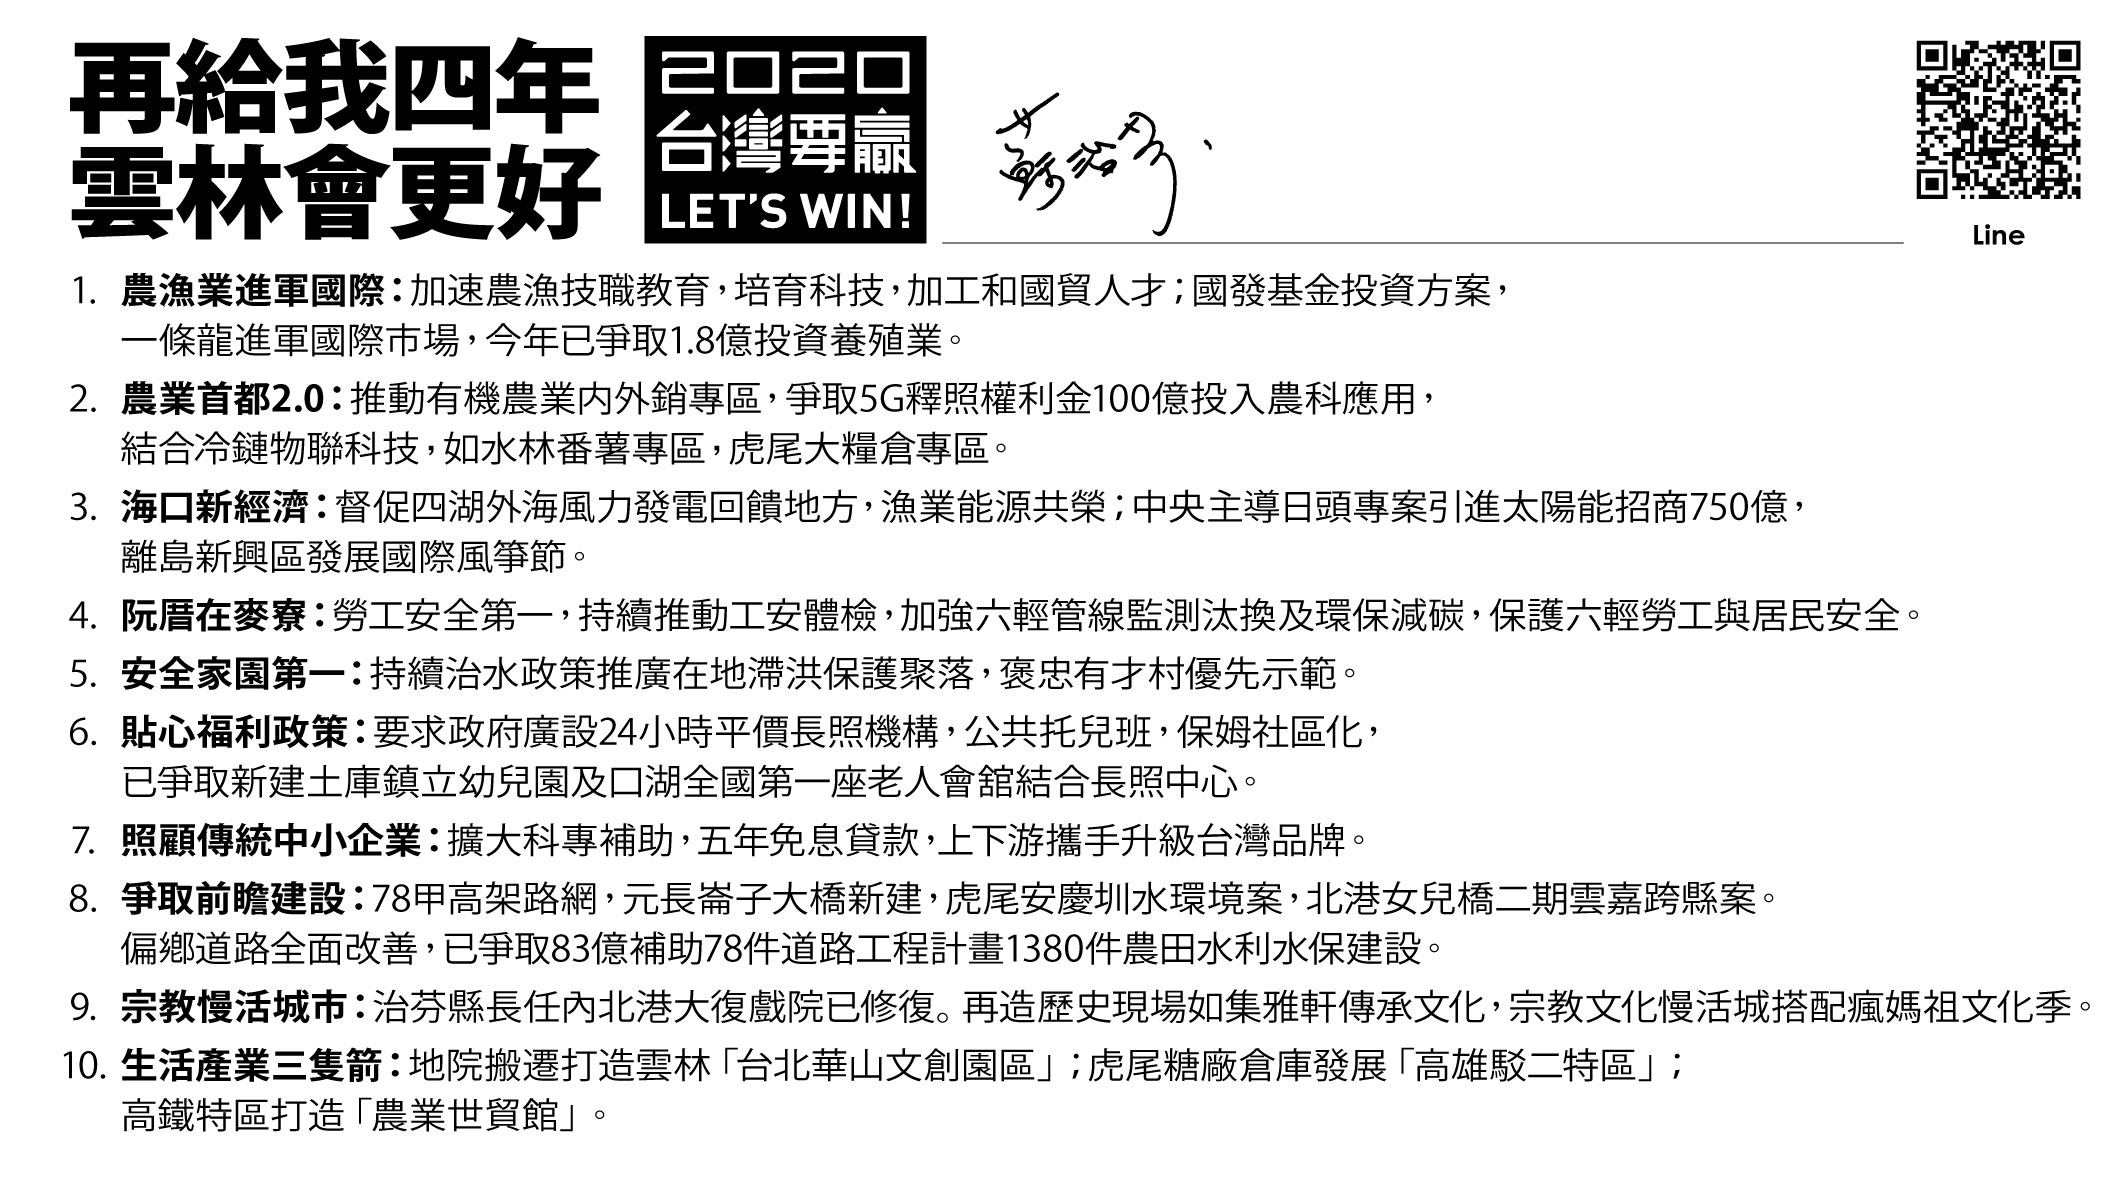 再給我四年
雲林會更好
2020
台灣要贏
LET'S WIN!
蘇治芬
Line
1. 農漁業進軍國際：加速農漁技職教育，培育科技，加工和國貿人才；國發基金投資方案，
一條龍進軍國際市場，今年已爭取1.8億投資養殖業。
2. 農業首都2.0：推動有機農業內外銷專區，爭取5G釋照權利金100億投入農科應用，
結合冷鏈物聯科技，如水林番薯專區，虎尾大糧倉專區。
3. 海口新經濟：督促四湖外海風力發電回饋地方，漁業能源共榮；中央主導日頭專案引進太陽能招商750億，
離島新興區發展國際風箏節。
4. 阮厝在麥寮：勞工安全第一，持續推動工安體檢，加強六輕管線監測汰換及環保減碳，保護六輕勞工與居民安全。
5. 安全家園第一：持續治水政策推廣在地滯洪保護聚落，褒忠有才村優先示範。
6. 貼心福利政策：要求政府廣設24小時平價長照機構，公共托兒班，保姆社區化，
已爭取新建土庫鎮立幼兒園及口湖全國第一座老人會舘結合長照中心。
7. 照顧傳統中小企業：擴大科專補助，五年免息貸款，上下游攜手升級台灣品牌。
8. 爭取前瞻建設：78甲高架路網，元長崙子大橋新建，虎尾安慶圳水環境案，北港女兒橋二期雲嘉跨縣案。
偏鄉道路全面改善，已爭取83億補助78件道路工程計畫1380件農田水利水保建設。
9. 宗教慢活城市：治芬縣長任內北港大復戲院已修復。再造歷史現場如集雅軒傳承文化，宗教文化慢活城搭配瘋媽祖文化季。
10. 生活產業三隻箭：地院搬遷打造雲林「台北華山文創園區」；虎尾糖廠倉庫發展「高雄駁二特區」；
高鐵特區打造「農業世貿館」。